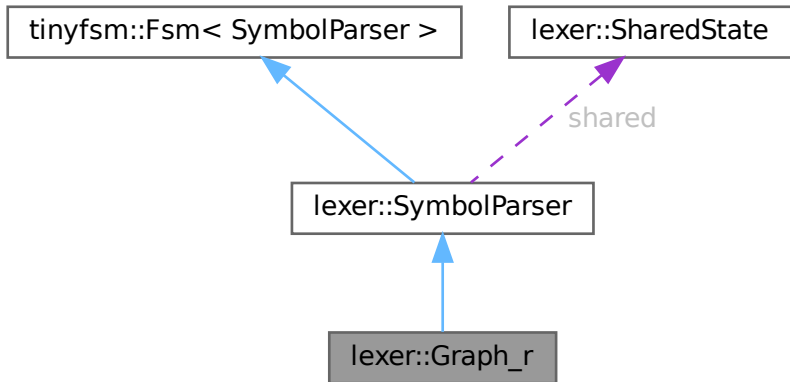 tinyfsm::Fsm< SymbolParser >
lexer::SharedState
shared
lexer::SymbolParser
lexer::Graph_r